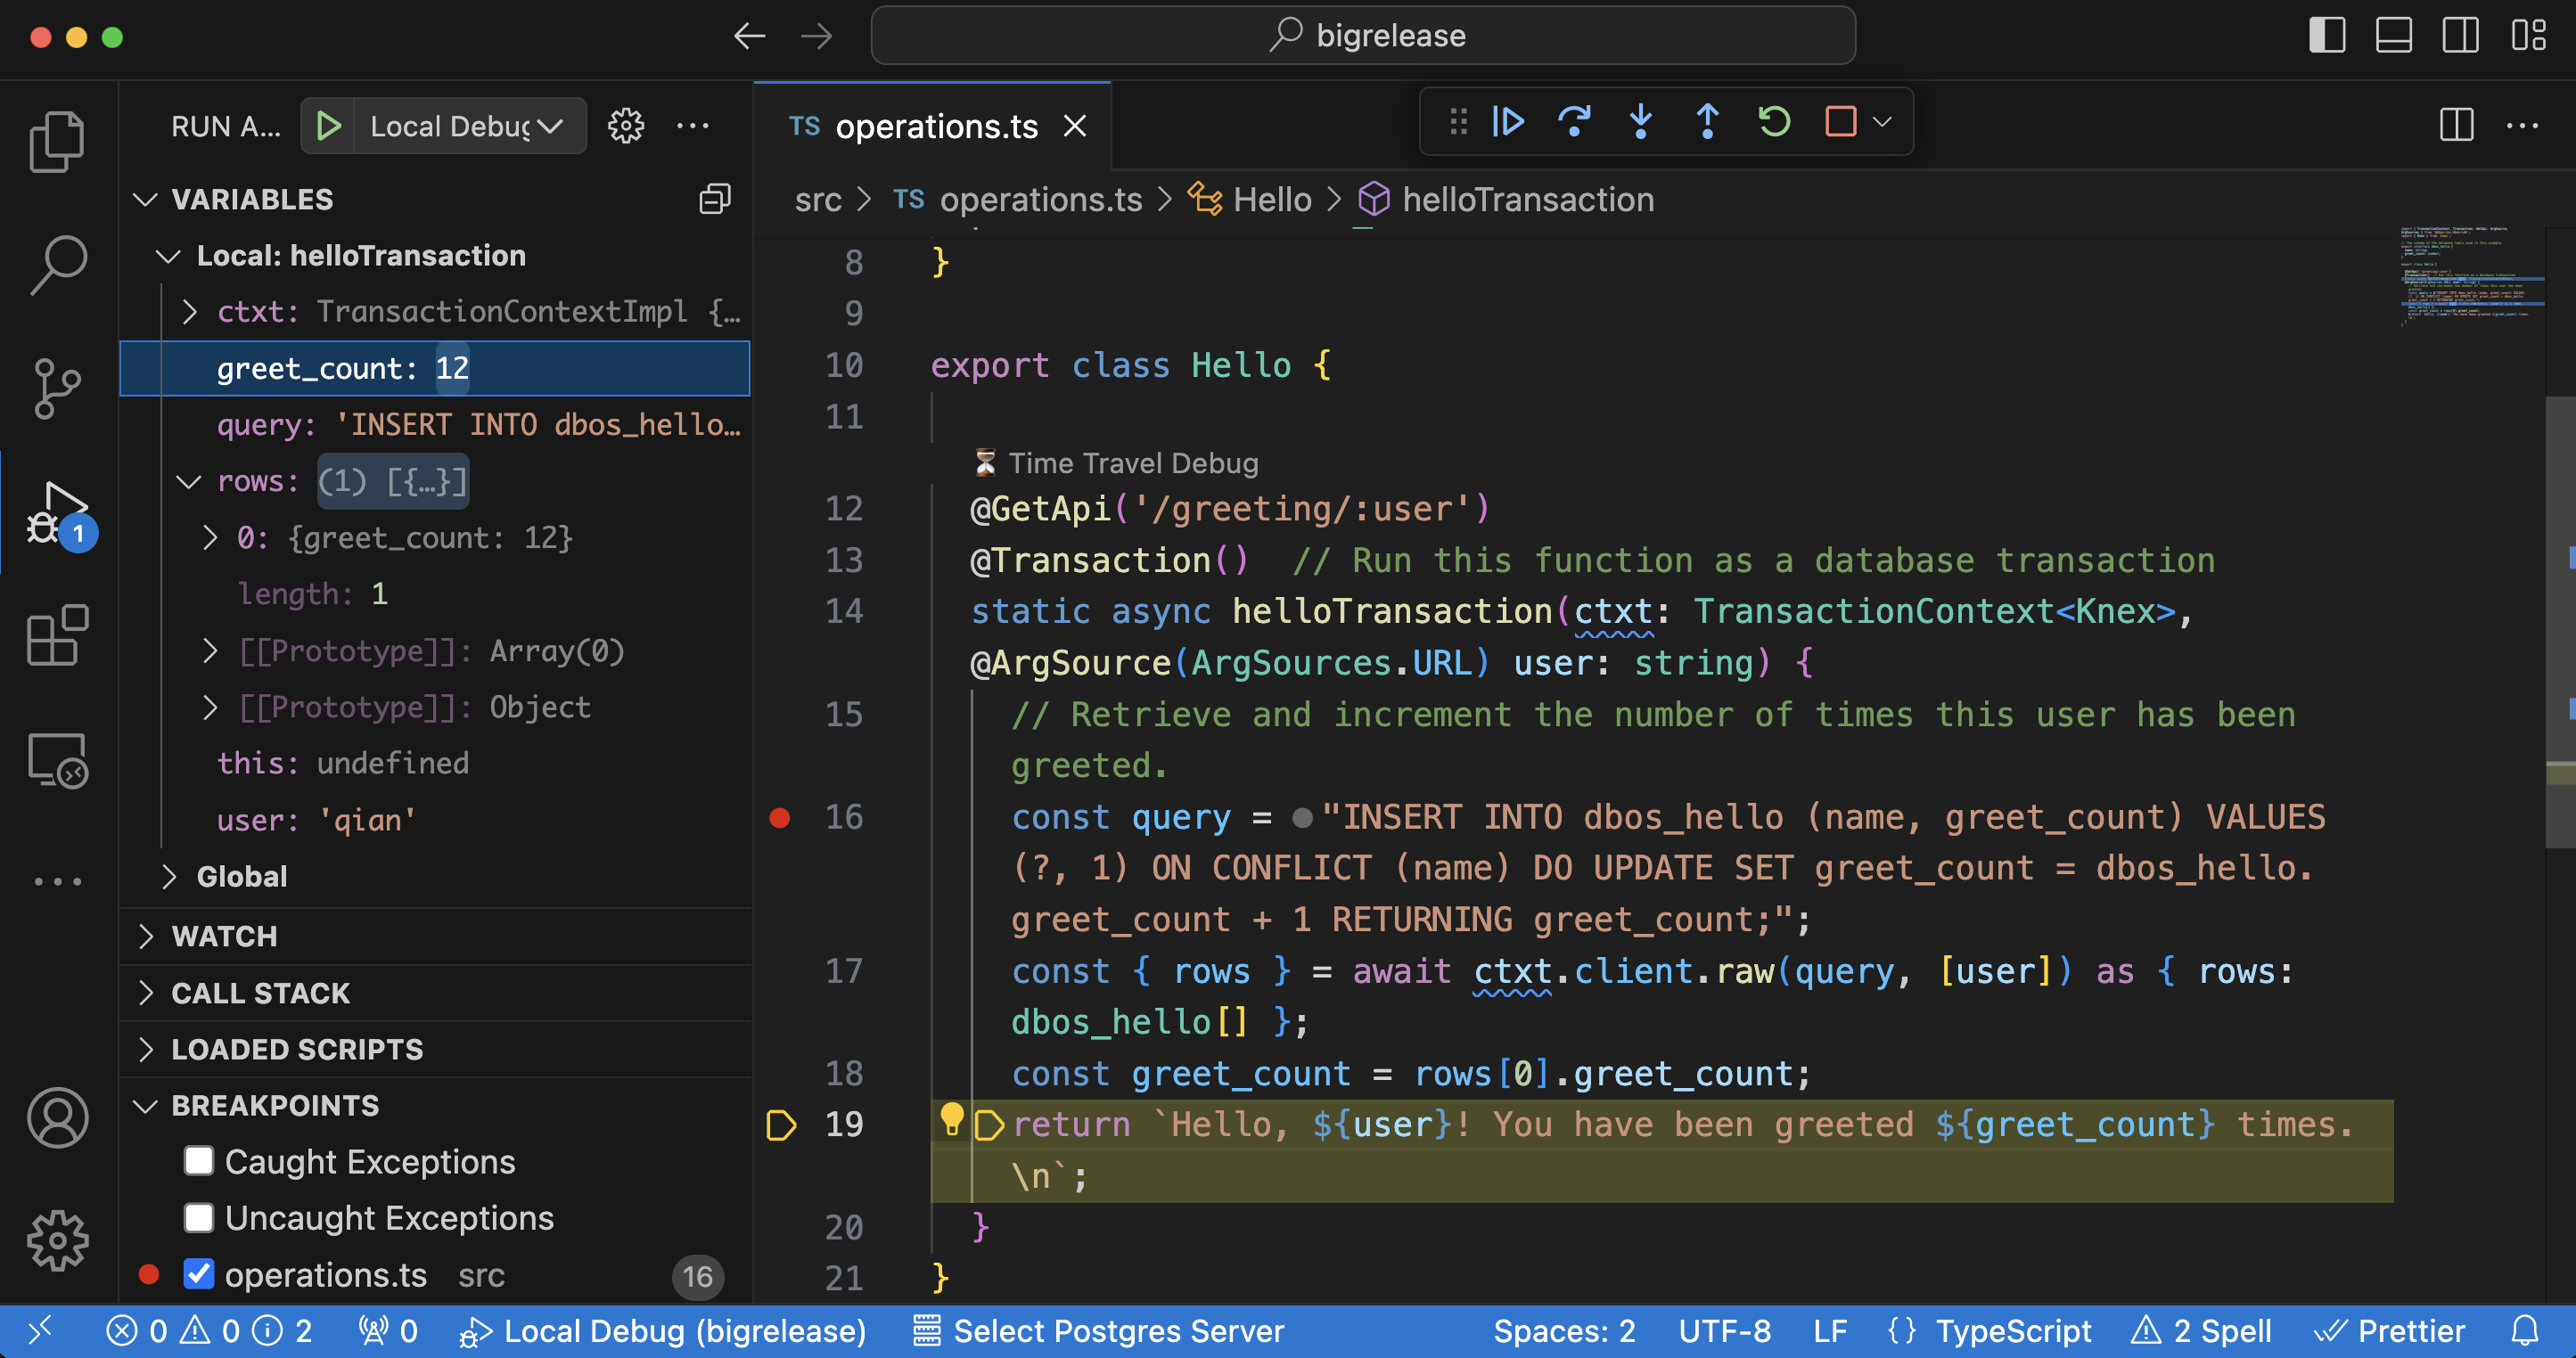 bigrelease
RUN A...
Local Debug
VARIABLES
Local: helloTransaction
ctxt: TransactionContextImpl {…
greet_count: 12
query: 'INSERT INTO dbos_hello…
rows: (1) [{…}]
0: {greet_count: 12}
length: 1
[[Prototype]]: Array(0)
[[Prototype]]: Object
this: undefined
user: 'qian'
Global
WATCH
CALL STACK
LOADED SCRIPTS
BREAKPOINTS
Caught Exceptions
Uncaught Exceptions
operations.ts src 16
1
TS operations.ts
src > TS operations.ts > Hello > helloTransaction
8 }
9
10 export class Hello {
11
Time Travel Debug
12 @GetApi('/greeting/:user')
13 @Transaction() // Run this function as a database transaction
14 static async helloTransaction(ctxt: TransactionContext<Knex>,
@ArgSource(ArgSources.URL) user: string) {
15 // Retrieve and increment the number of times this user has been
greeted.
16 const query = "INSERT INTO dbos_hello (name, greet_count) VALUES
(?, 1) ON CONFLICT (name) DO UPDATE SET greet_count = dbos_hello.
greet_count + 1 RETURNING greet_count;";
17 const { rows } = await ctxt.client.raw(query, [user]) as { rows:
dbos_hello[] };
18 const greet_count = rows[0].greet_count;
19 return `Hello, ${user}! You have been greeted ${greet_count} times.
\n`;
20 }
21 }
0 0 2 0 Local Debug (bigrelease) Select Postgres Server Spaces: 2 UTF-8 LF {} TypeScript 2 Spell Prettier